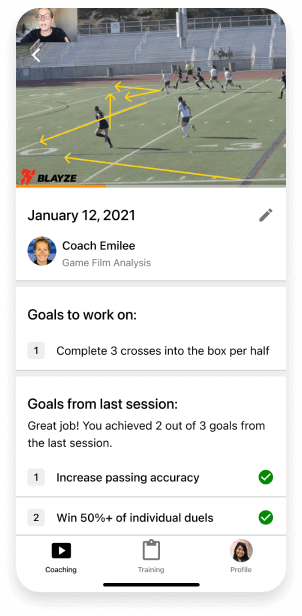 BLAYZE
January 12, 2021
Coach Emilee
Game Film Analysis
Goals to work on:
1 Complete 3 crosses into the box per half
Goals from last session:
Great job! You achieved 2 out of 3 goals from
the last session.
1 Increase passing accuracy
2 Win 50%+ of individual duels
Coaching Training Profile